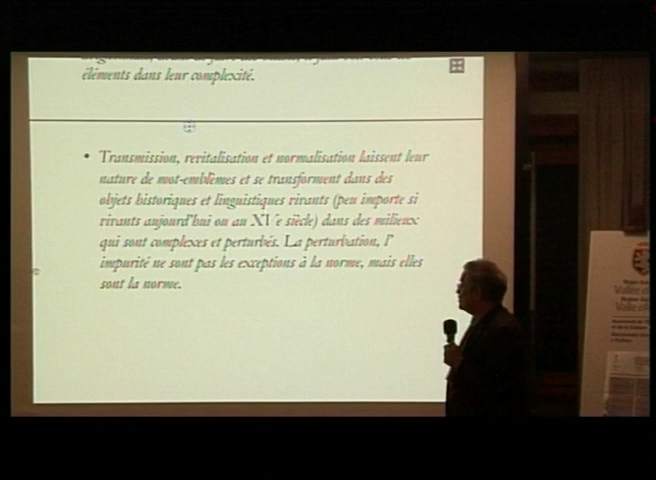 éléments dans leur complexité.
• Transmission, revitalisation et normalisation laissent leur
nature de mot-emblèmes et se transforment dans des
objets historiques et linguistiques vivants (peu importe si
vivants aujourd'hui ou au XVe siècle) dans des milieux
qui sont complexes et perturbés. La perturbation, l'
impurité ne sont pas les exceptions à la norme, mais elles
sont la norme.